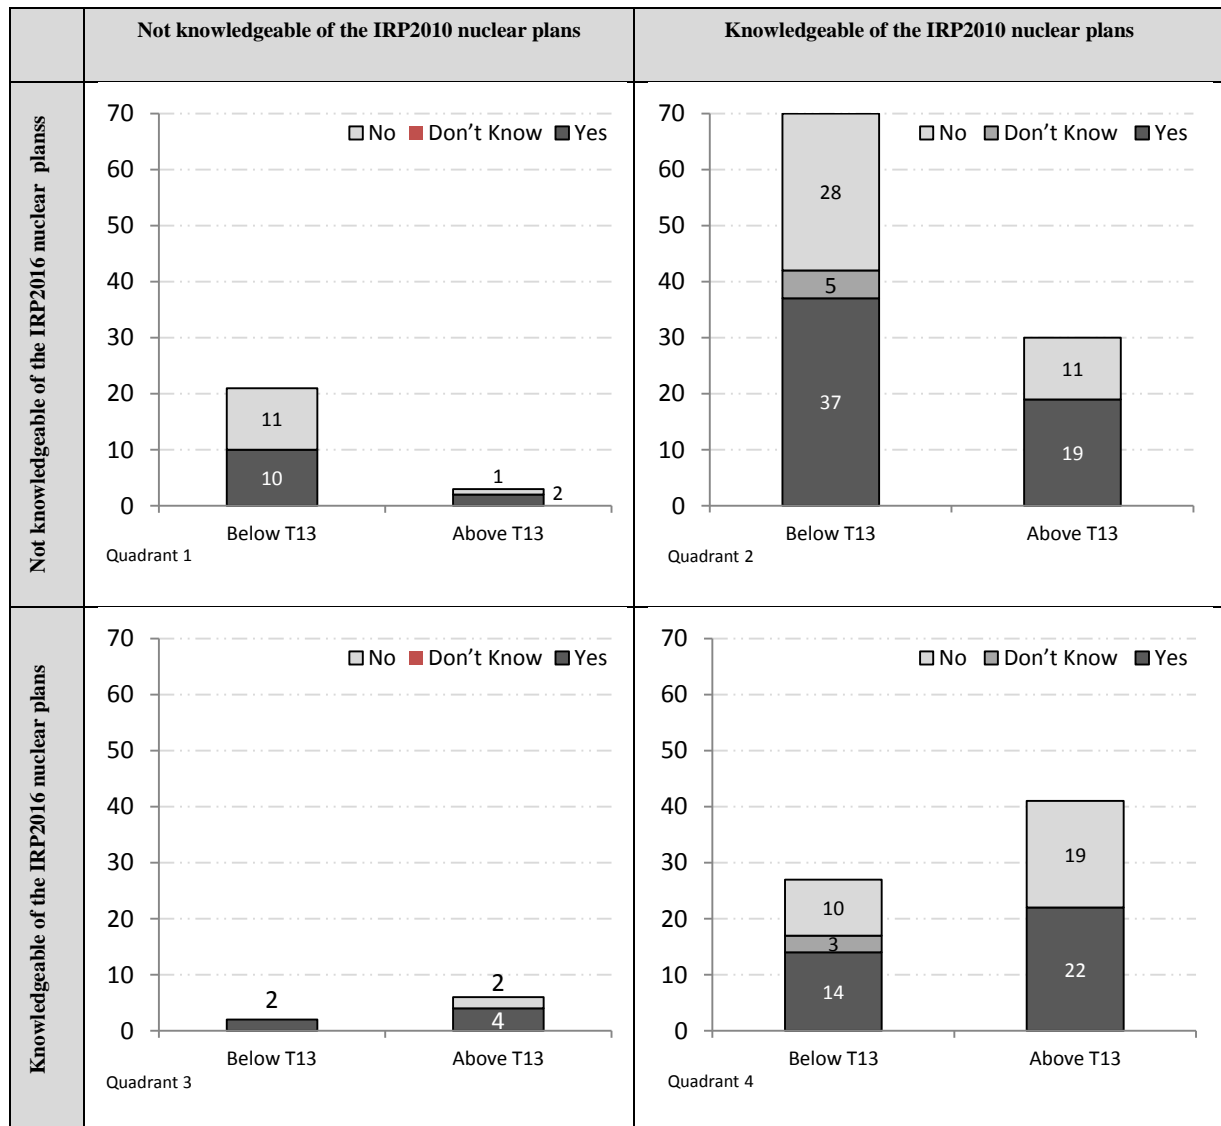 Not knowledgeable of the IRP2010 nuclear plans
Knowledgeable of the IRP2010 nuclear plans
Not knowledgeable of the IRP2016 nuclear planss
70
60
50
40
30
20
10
0
No Don't Know Yes
11
10
1
2
Below T13
Above T13
Quadrant 1
70
60
50
40
30
20
10
0
No Don't Know Yes
28
5
37
11
19
Below T13
Above T13
Quadrant 2
Knowledgeable of the IRP2016 nuclear plans
70
60
50
40
30
20
10
0
No Don't Know Yes
2
2
4
Below T13
Above T13
Quadrant 3
70
60
50
40
30
20
10
0
No Don't Know Yes
10
3
14
19
22
Below T13
Above T13
Quadrant 4